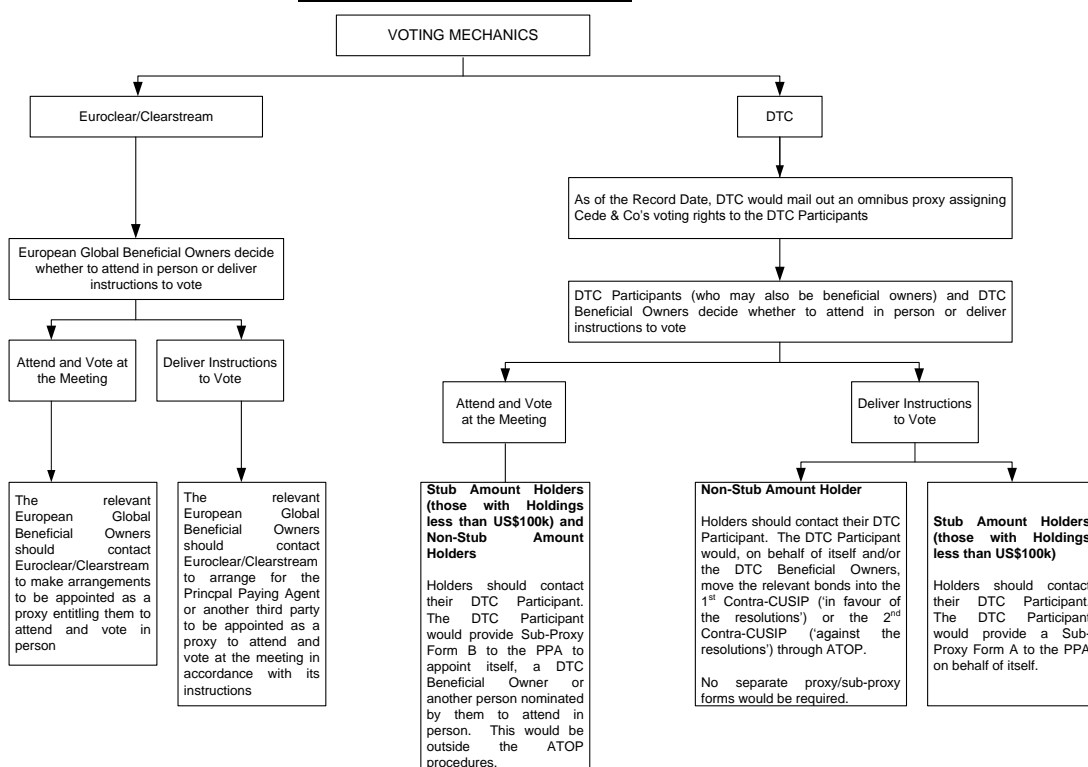 VOTING MECHANICS
Euroclear/Clearstream
DTC
As of the Record Date, DTC would mail out an omnibus proxy assigning
Cede & Co's voting rights to the DTC Participants
European Global Beneficial Owners decide
whether to attend in person or deliver
instructions to vote
DTC Participants (who may also be beneficial owners) and DTC
Beneficial Owners decide whether to attend in person or deliver
instructions to vote
Attend and Vote at
the Meeting
Deliver Instructions
to Vote
Attend and Vote
at the Meeting
Deliver Instructions
to Vote
The relevant
European Global
Beneficial Owners
should contact
Euroclear/Clearstream
to make arrangements
to be appointed as a
proxy entitling them to
attend and vote in
person
The relevant
European Global
Beneficial Owners
should contact
Euroclear/Clearstream
to arrange for the
Princpal Paying Agent
or another third party
to be appointed as a
proxy to attend and
vote at the meeting in
accordance with its
instructions
Stub Amount Holders
(those with Holdings
less than US$100k) and
Non-Stub Amount
Holders
Holders should contact
their DTC Participant.
The DTC Participant
would provide Sub-Proxy
Form B to the PPA to
appoint itself, a DTC
Beneficial Owner or
another person nominated
by them to attend in
person. This would be
outside the ATOP
procedures.
Non-Stub Amount Holder
Holders should contact their DTC
Participant. The DTC Participant
would, on behalf of itself and/or
the DTC Beneficial Owners,
move the relevant bonds into the
1st Contra-CUSIP ('in favour of
the resolutions') or the 2nd
Contra-CUSIP ('against the
resolutions') through ATOP.
No separate proxy/sub-proxy
forms would be required.
Stub Amount Holders
(those with Holdings
less than US$100k)
Holders should contact
their DTC Participant.
The DTC Participant
would provide a Sub-
Proxy Form A to the PPA
on behalf of itself.